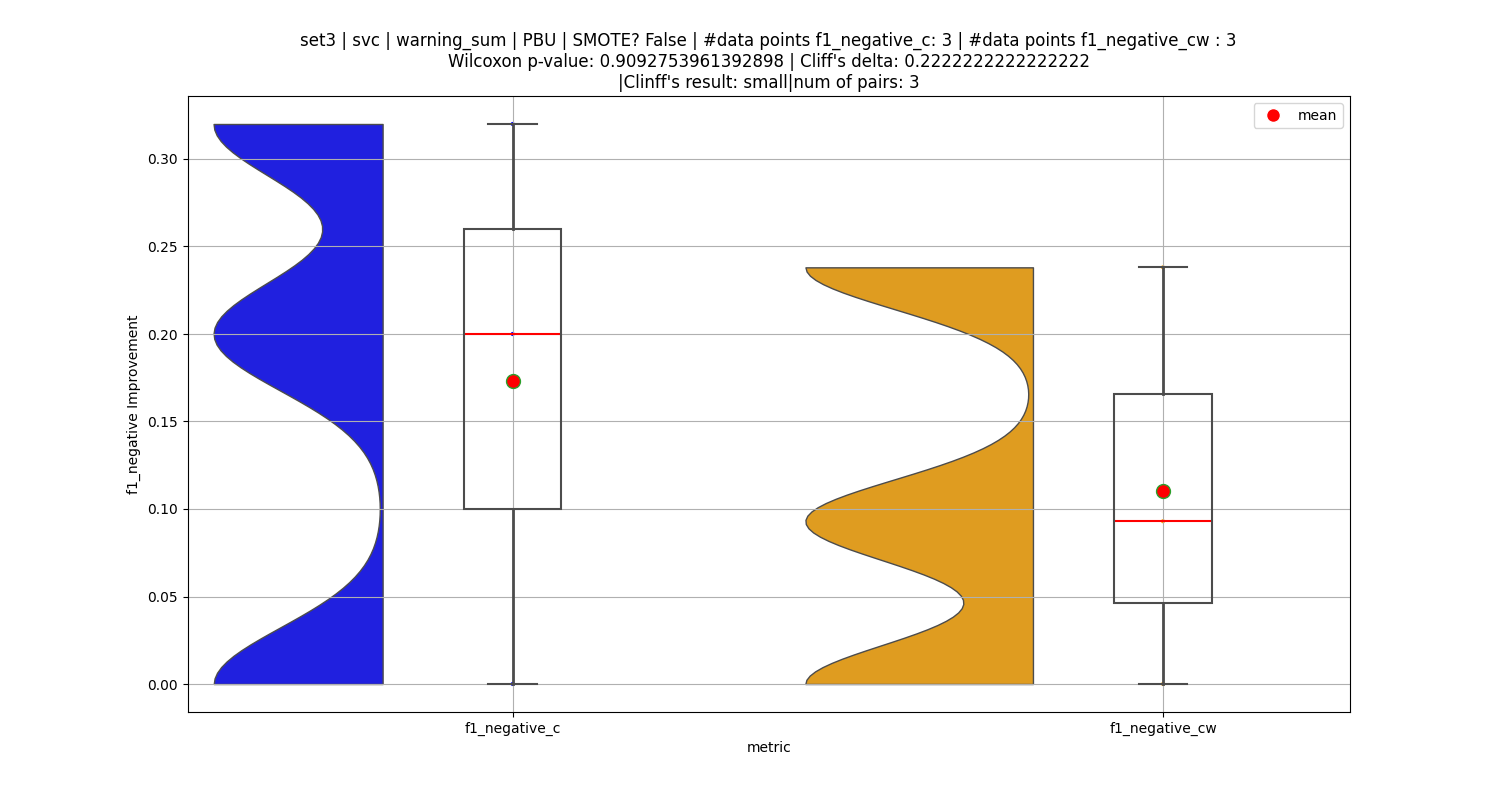 set3 | svc | warning_sum | PBU | SMOTE? False | #data points f1_negative_c: 3 | #data points f1_negative_cw : 3
Wilcoxon p-value: 0.9092753961392898 | Cliff's delta: 0.2222222222222222
|Clinff's result: small|num of pairs: 3
mean
0.30
0.25
0.20
0.15
0.10
0.05
0.00
f1_negative Improvement
f1_negative_c
f1_negative_cw
metric